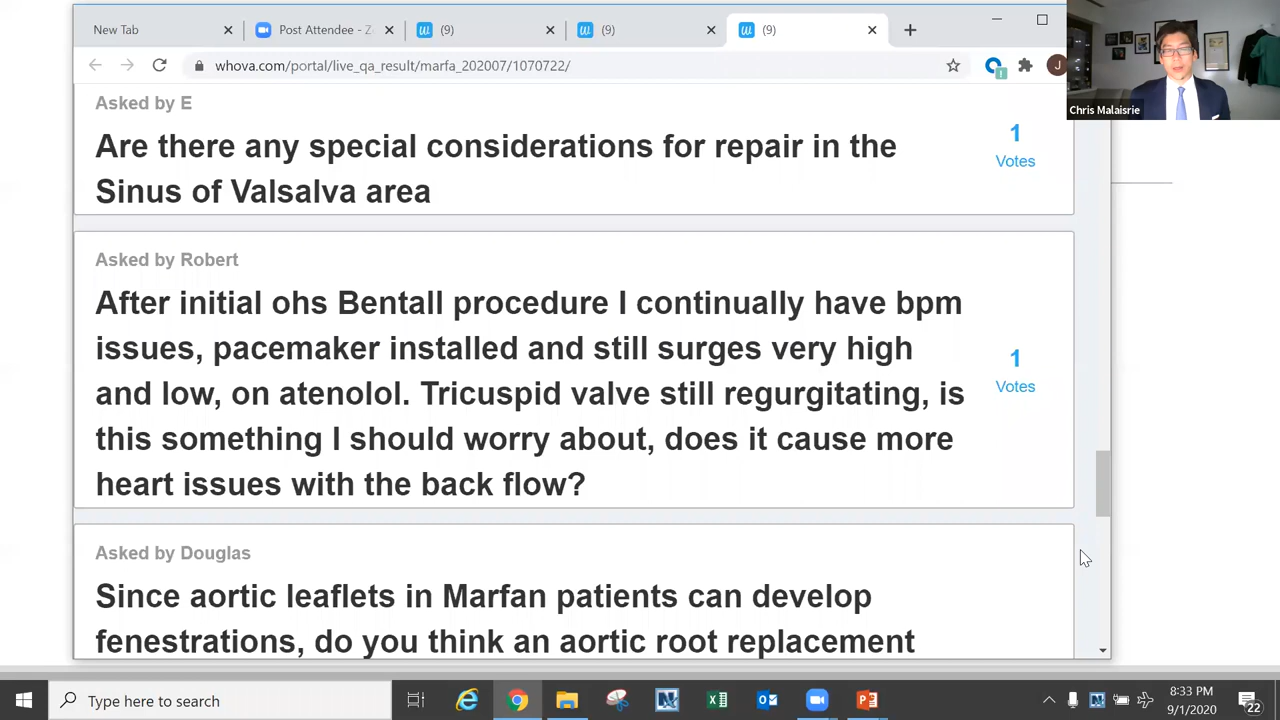 New Tab
Post Attendee - Z
(9)
(9)
(9)
whova.com/portal/live_qa_result/marfa_202007/1070722/
J
Chris Malaisrie
Asked by E
Are there any special considerations for repair in the
Sinus of Valsalva area
1
Votes
Asked by Robert
After initial ohs Bentall procedure I continually have bpm
issues, pacemaker installed and still surges very high
and low, on atenolol. Tricuspid valve still regurgitating, is
this something I should worry about, does it cause more
heart issues with the back flow?
1
Votes
Asked by Douglas
Since aortic leaflets in Marfan patients can develop
fenestrations, do you think an aortic root replacement
Type here to search
8:33 PM
9/1/2020
22